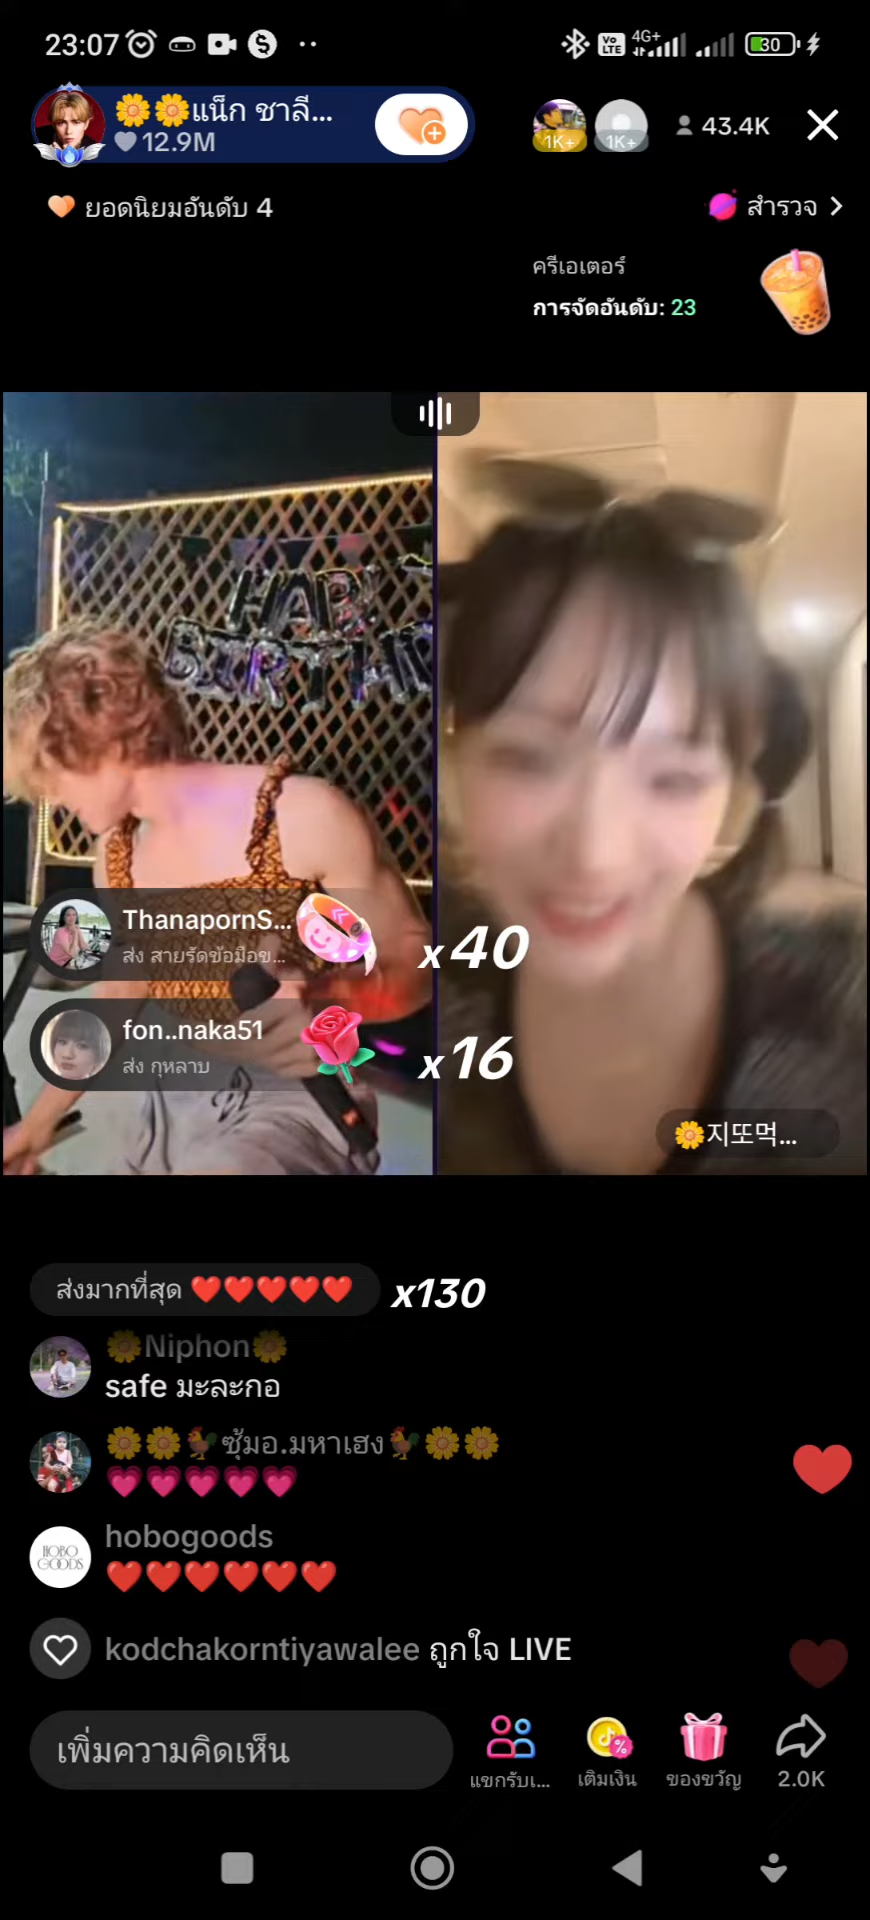 23:07
4G+
Vo LTE
30
🌼🌼แน็ก ชาลี...
12.9M
1K+
1K+
43.4K
ยอดนิยมอันดับ 4
สำรวจ
ครีเอเตอร์
การจัดอันดับ: 23
ThanapornS...
ส่ง สายรัดข้อมือข...
x40
fon..naka51
ส่ง กุหลาบ
x16
🌼지또먹...
ส่งมากที่สุด ❤️❤️❤️❤️❤️ x130
🌼Niphon🌼
safe มะละกอ
🌼🌼🐓ซุ้มอ.มหาเฮง🐓🌼🌼
💗💗💗💗💗
HOBO GOODS
hobogoods
❤️❤️❤️❤️❤️❤️
kodchakorntiyawalee ถูกใจ LIVE
เพิ่มความคิดเห็น
แขกรับเ...
เติมเงิน
ของขวัญ
2.0K